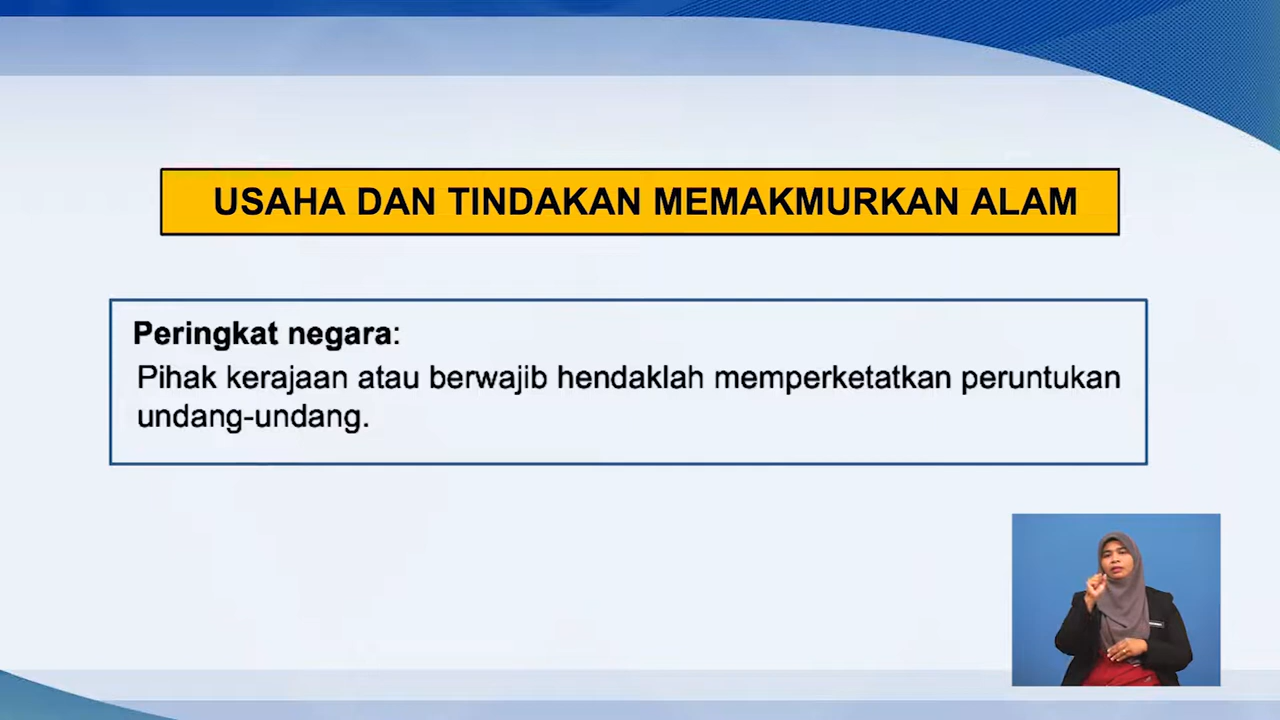 USAHA DAN TINDAKAN MEMAKMURKAN ALAM
Peringkat negara:
Pihak kerajaan atau berwajib hendaklah memperketatkan peruntukan
undang-undang.